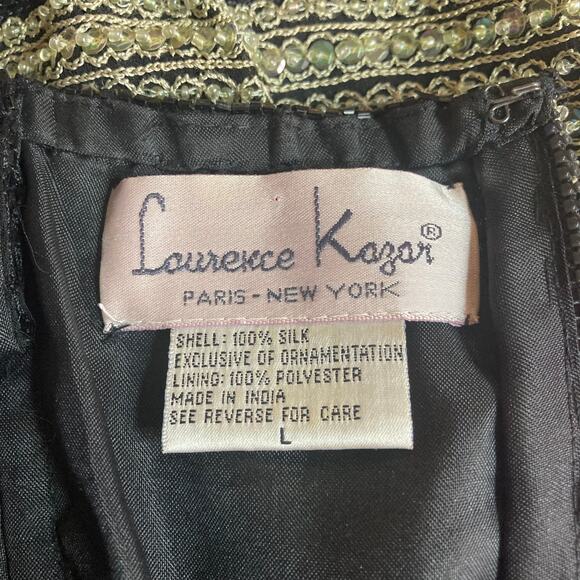 Laurence Kazar®
PARIS - NEW YORK
SHELL: 100% SILK
EXCLUSIVE OF ORNAMENTATION
LINING: 100% POLYESTER
MADE IN INDIA
SEE REVERSE FOR CARE
L